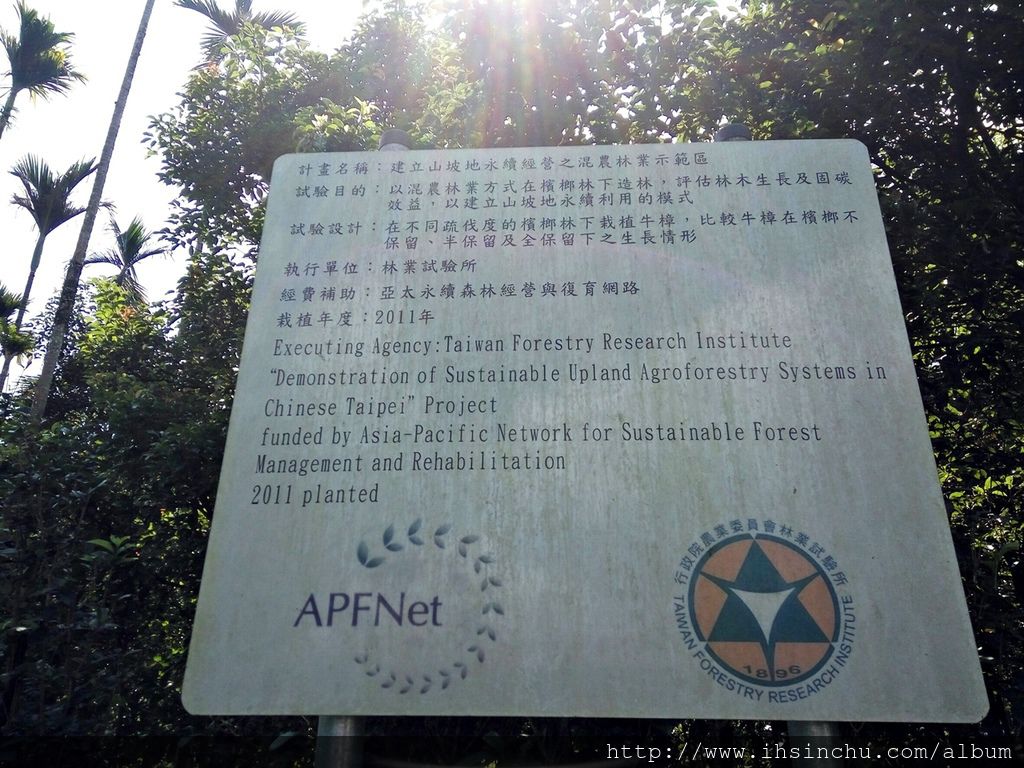 計畫名稱：建立山坡地永續經營之混農林業示範區
試驗目的：以混農林業方式在檳榔林下造林，評估林木生長及固碳
效益，以建立山坡地永續利用的模式
試驗設計：在不同疏伐度的檳榔林下栽植牛樟，比較牛樟在檳榔不
保留、半保留及全保留下之生長情形
執行單位：林業試驗所
經費補助：亞太永續森林經營與復育網路
栽植年度：2011年
Executing Agency:Taiwan Forestry Research Institute
“Demonstration of Sustainable Upland Agroforestry Systems in
Chinese Taipei” Project
funded by Asia-Pacific Network for Sustainable Forest
Management and Rehabilitation
2011 planted
APFNet
行政院農業委員會林業試驗所
1896
TAIWAN FORESTRY RESEARCH INSTITUTE
http://www.ihsinchu.com/album